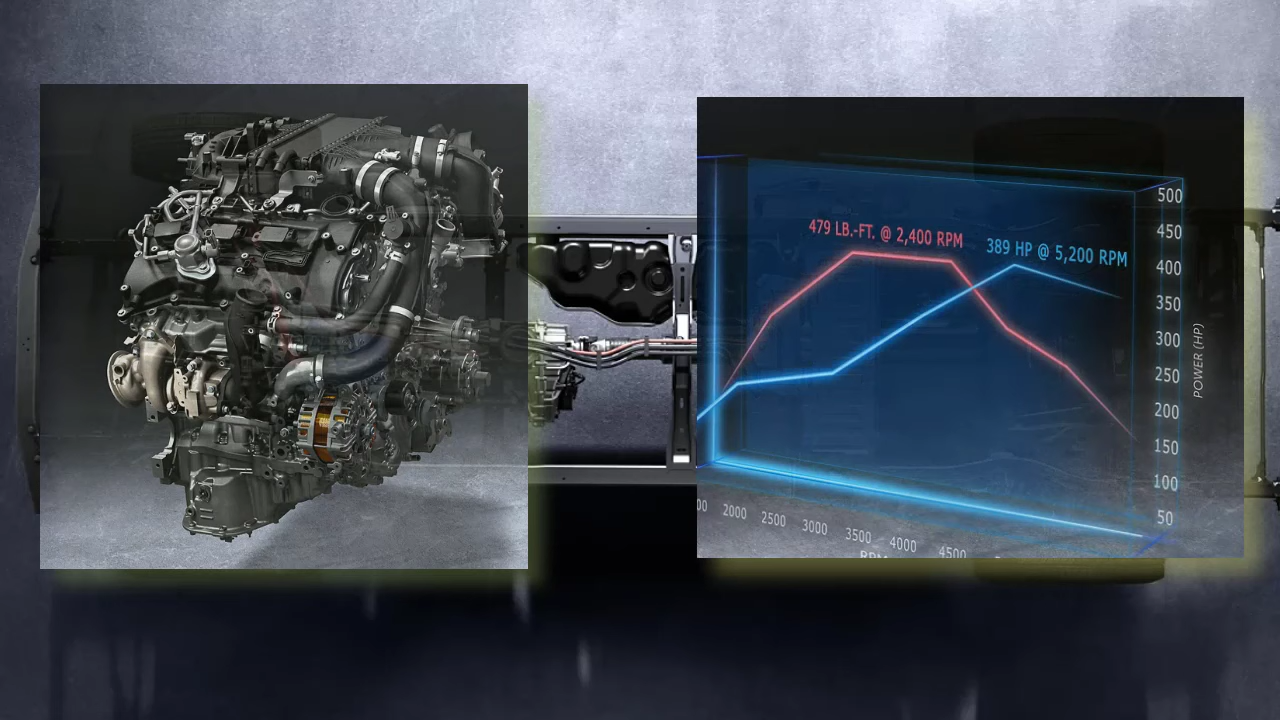 479 LB.-FT. @ 2,400 RPM
389 HP @ 5,200 RPM
500
450
400
350
300
250
200
150
100
50
POWER (HP)
2000 2500 3000 3500 4000 4500
RPM